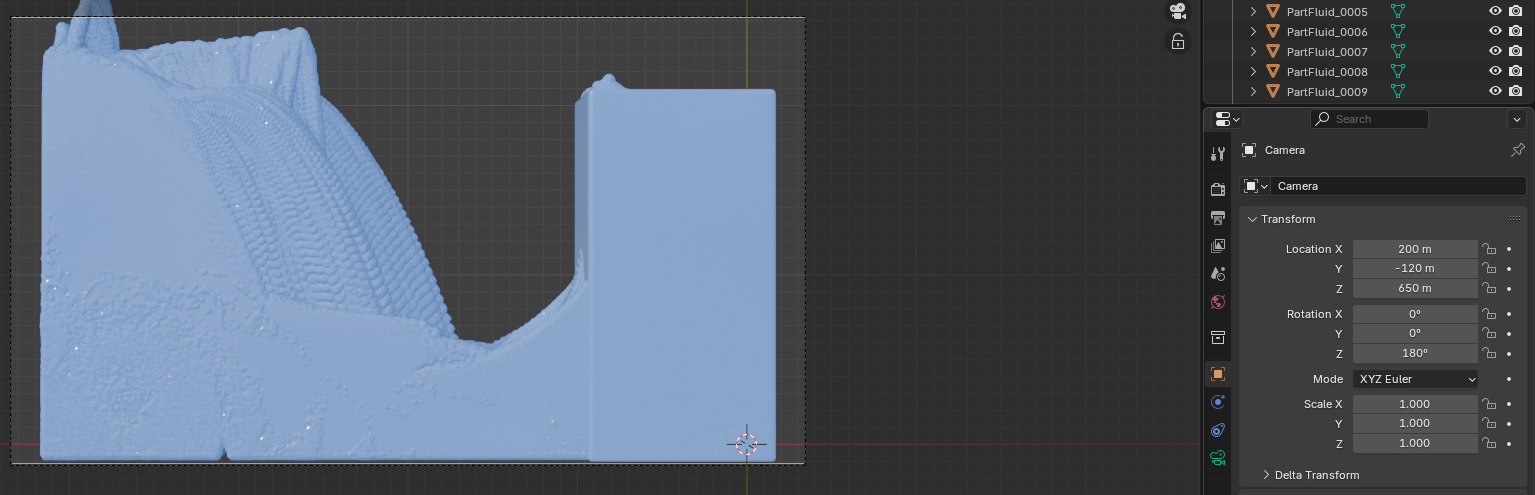 PartFluid_0005
PartFluid_0006
PartFluid_0007
PartFluid_0008
PartFluid_0009
Search
Camera
Camera
Transform
Location X 200 m
Y -120 m
Z 650 m
Rotation X 0°
Y 0°
Z 180°
Mode XYZ Euler
Scale X 1.000
Y 1.000
Z 1.000
Delta Transform